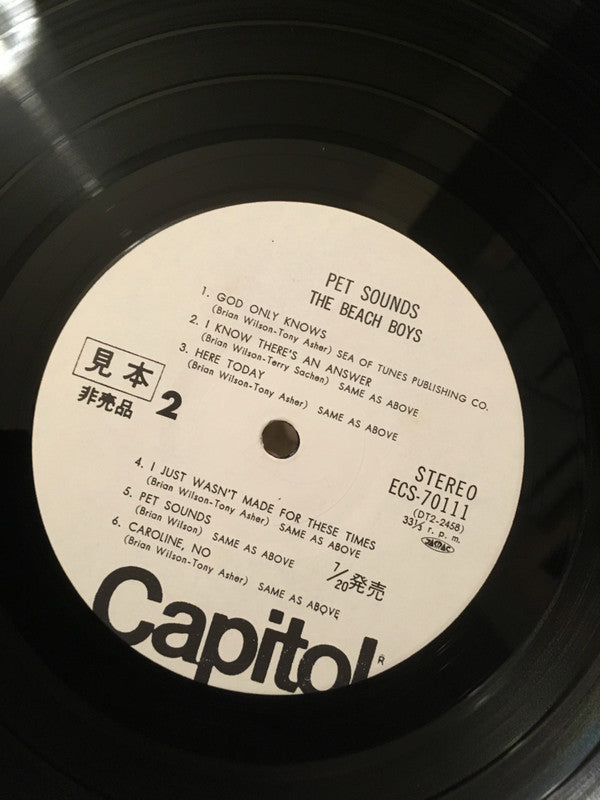 PET SOUNDS
THE BEACH BOYS
1. GOD ONLY KNOWS
(Brian Wilson-Tony Asher) SEA OF TUNES PUBLISHING CO.
2. I KNOW THERE'S AN ANSWER
(Brian Wilson-Terry Sachen) SAME AS ABOVE
3. HERE TODAY
(Brian Wilson-Tony Asher) SAME AS ABOVE
見本
非売品
2
STEREO
ECS-70111
(DT2-2458)
33⅓ r. p. m.
4. I JUST WASN'T MADE FOR THESE TIMES
(Brian Wilson-Tony Asher) SAME AS ABOVE
5. PET SOUNDS
(Brian Wilson) SAME AS ABOVE
6. CAROLINE, NO
(Brian Wilson-Tony Asher) SAME AS ABOVE
1/20発売
Capitol®